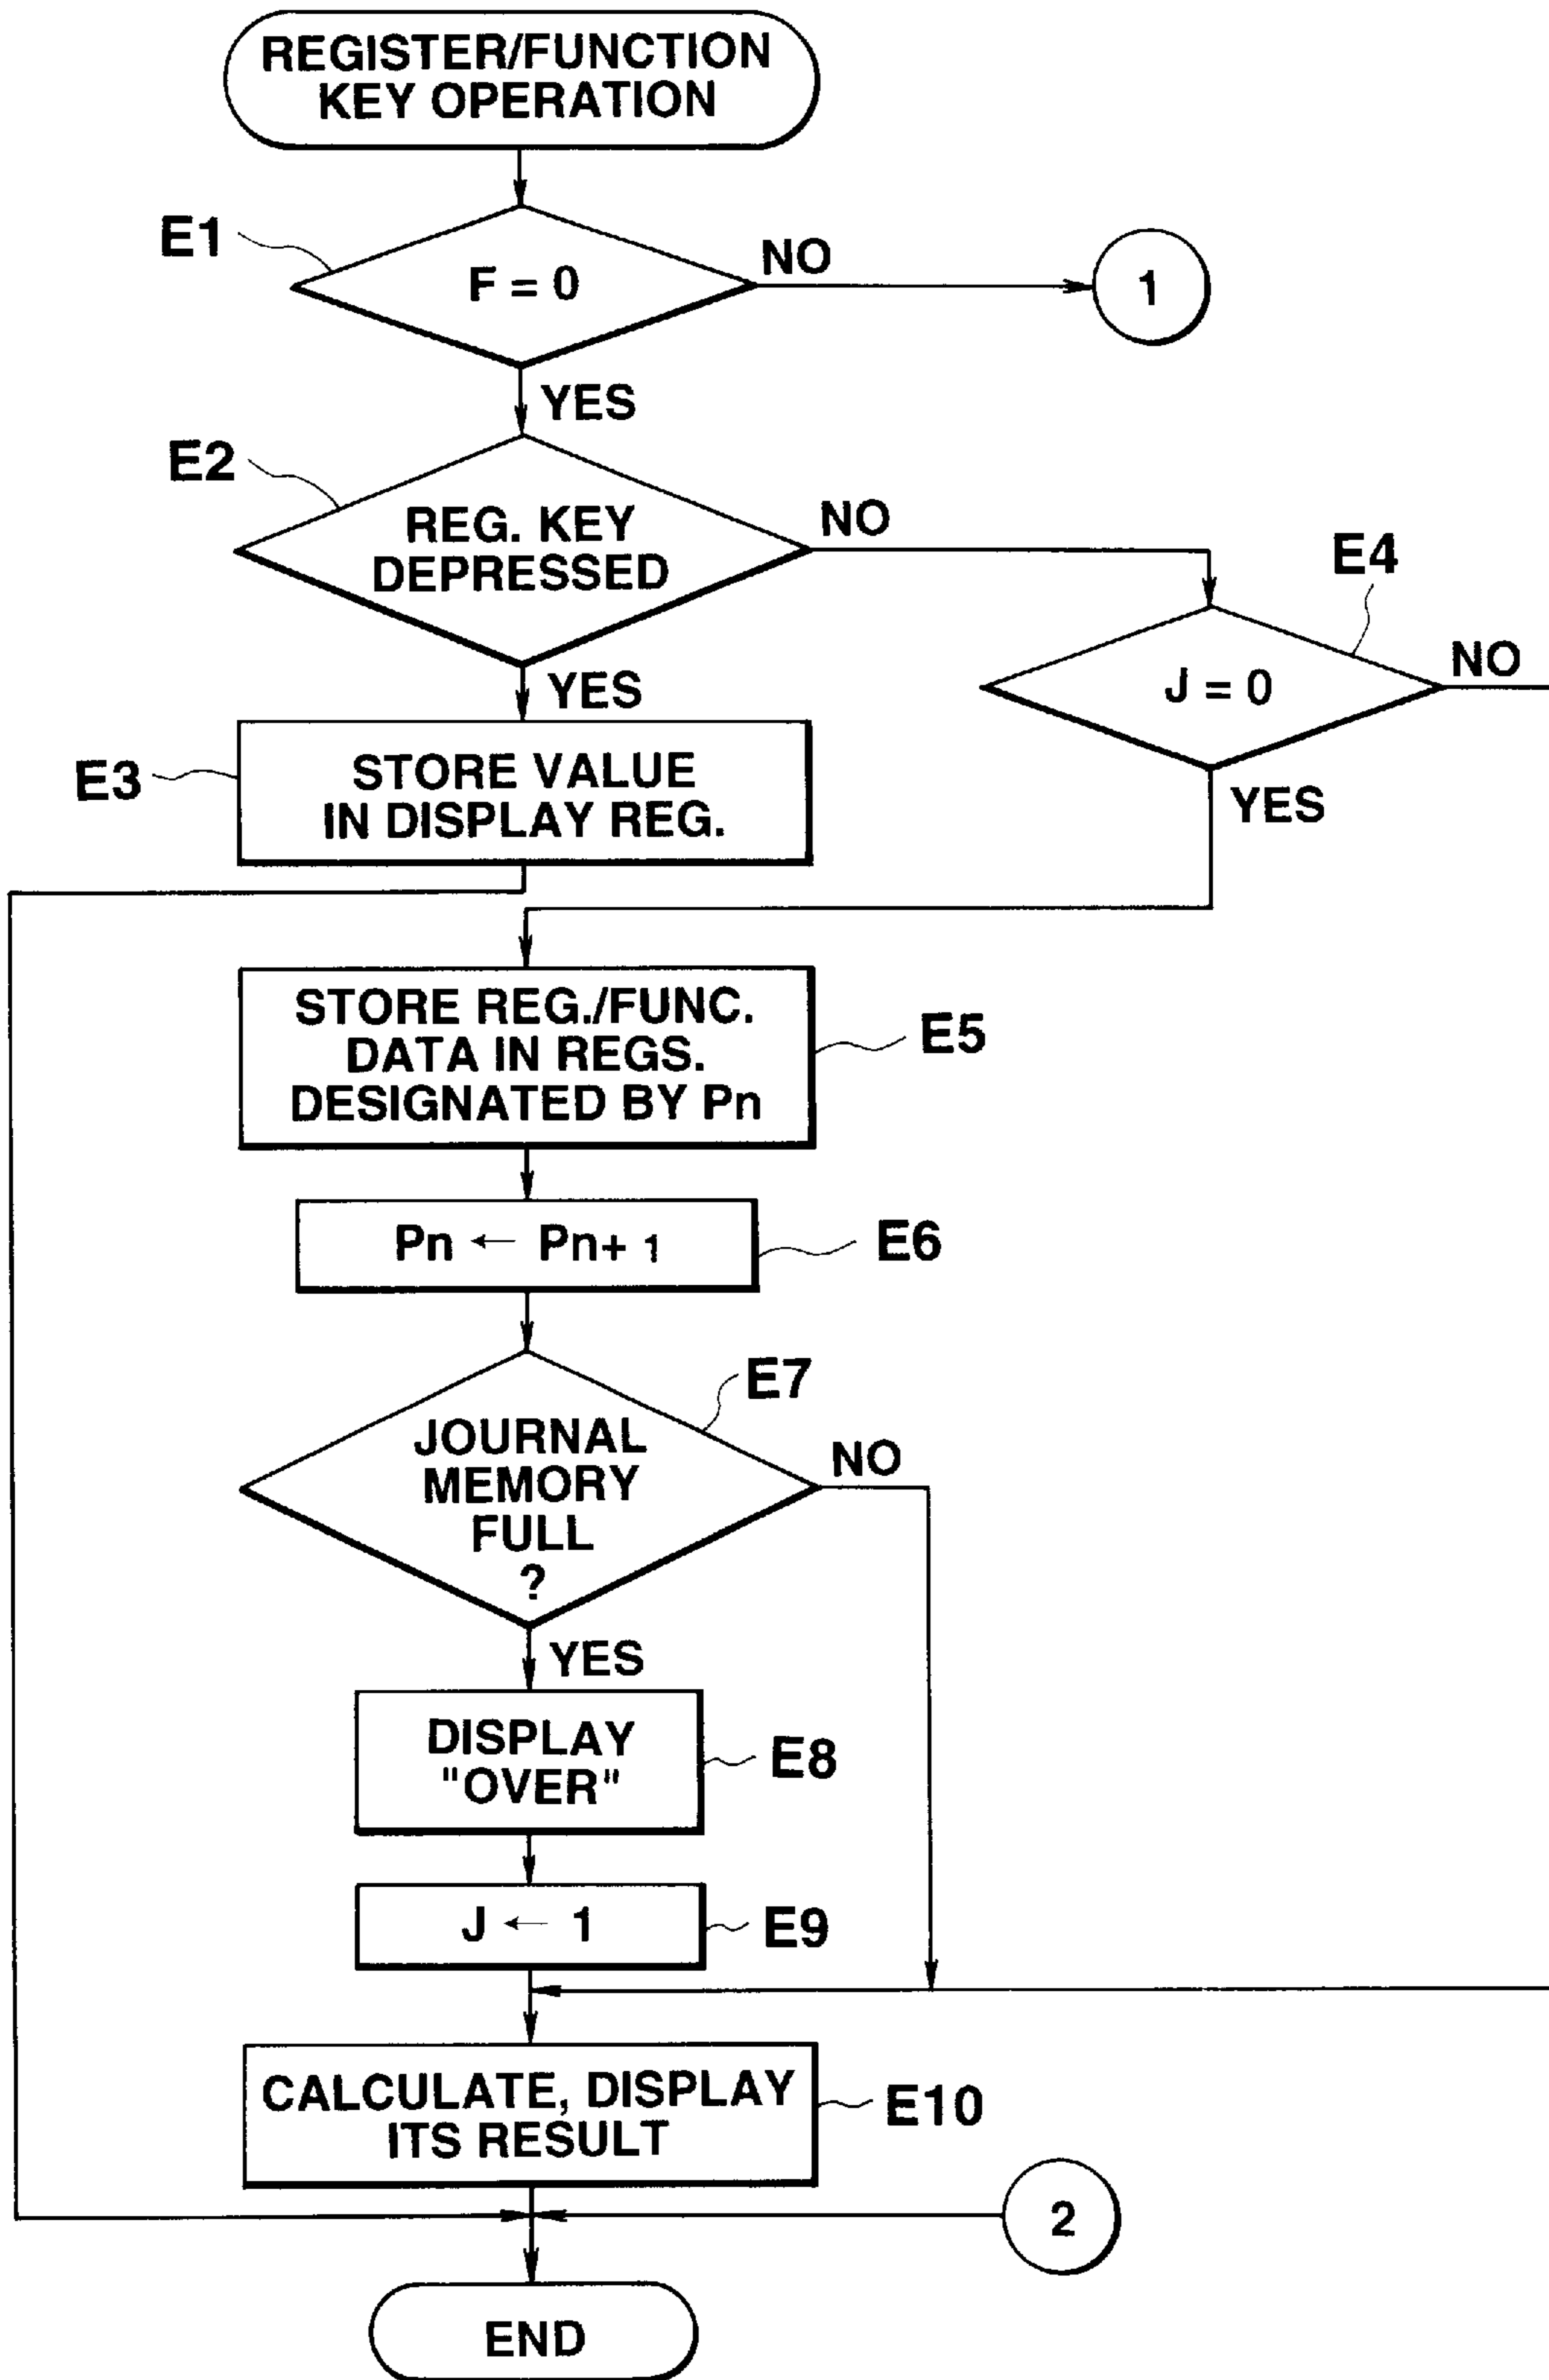 REGISTER/FUNCTION
KEY OPERATION
E1
F = 0
NO
1
YES
E2
REG. KEY
DEPRESSED
NO
E4
J = 0
NO
YES
YES
E3
STORE VALUE
IN DISPLAY REG.
STORE REG./FUNC.
DATA IN REGS.
DESIGNATED BY Pn
E5
Pn ← Pn+ 1
E6
E7
JOURNAL
MEMORY
FULL
?
NO
YES
DISPLAY
"OVER"
E8
J ← 1
E9
CALCULATE, DISPLAY
ITS RESULT
E10
2
END